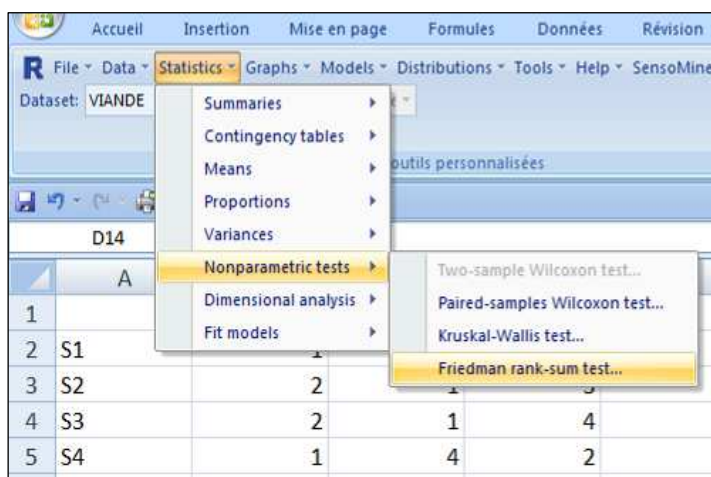 Accueil Insertion Mise en page Formules Données Révision
R File Data Statistics Graphs Models Distributions Tools Help SensoMine
Dataset: VIANDE
Summaries
Contingency tables
Means
outils personnalisées
Proportions
Variances
D14
Nonparametric tests
Two-sample Wilcoxon test...
A
Dimensional analysis
Paired-samples Wilcoxon test...
1
Fit models
Kruskal-Wallis test...
2 S1 1
Friedman rank-sum test...
3 S2 2 1 3
4 S3 2 1 4
5 S4 1 4 2